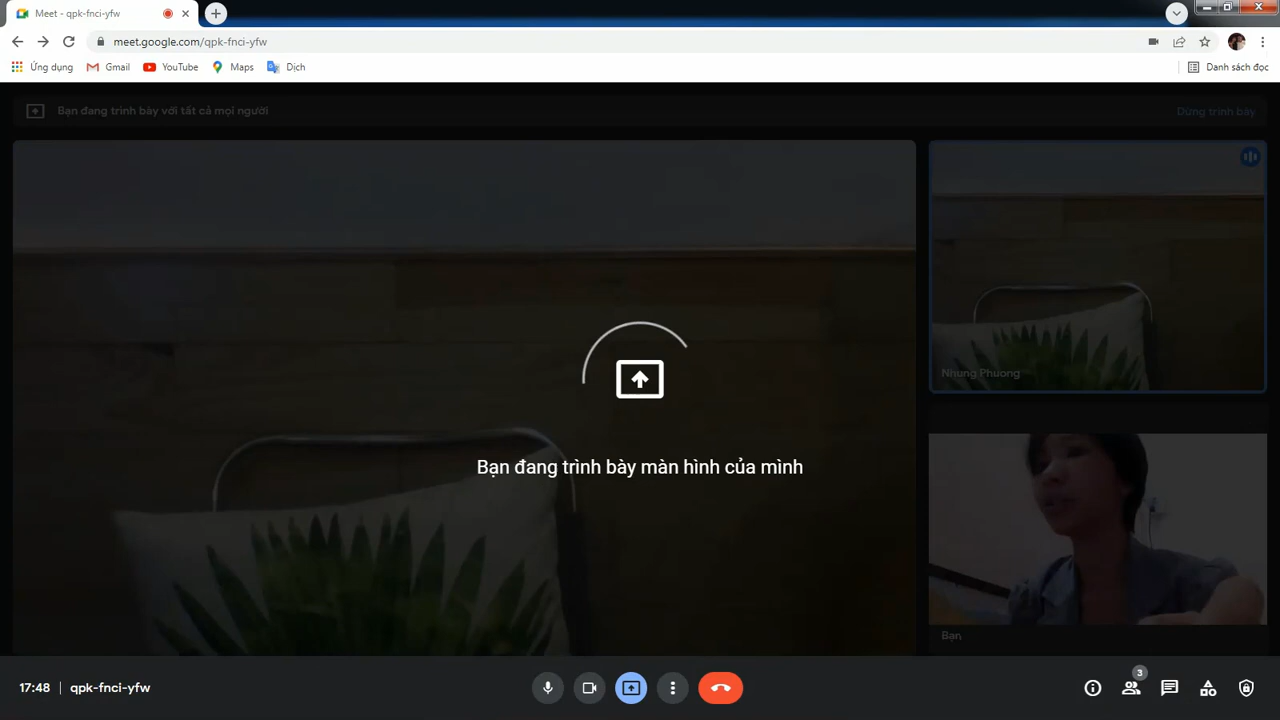 Meet - qpk-fnci-yfw
meet.google.com/qpk-fnci-yfw
Ứng dụng
Gmail
YouTube
Maps
Dịch
Danh sách đọc
Bạn đang trình bày với tất cả mọi người
Dừng trình bày
Nhung Phuong
Bạn đang trình bày màn hình của mình
Bạn
17:48
qpk-fnci-yfw
3